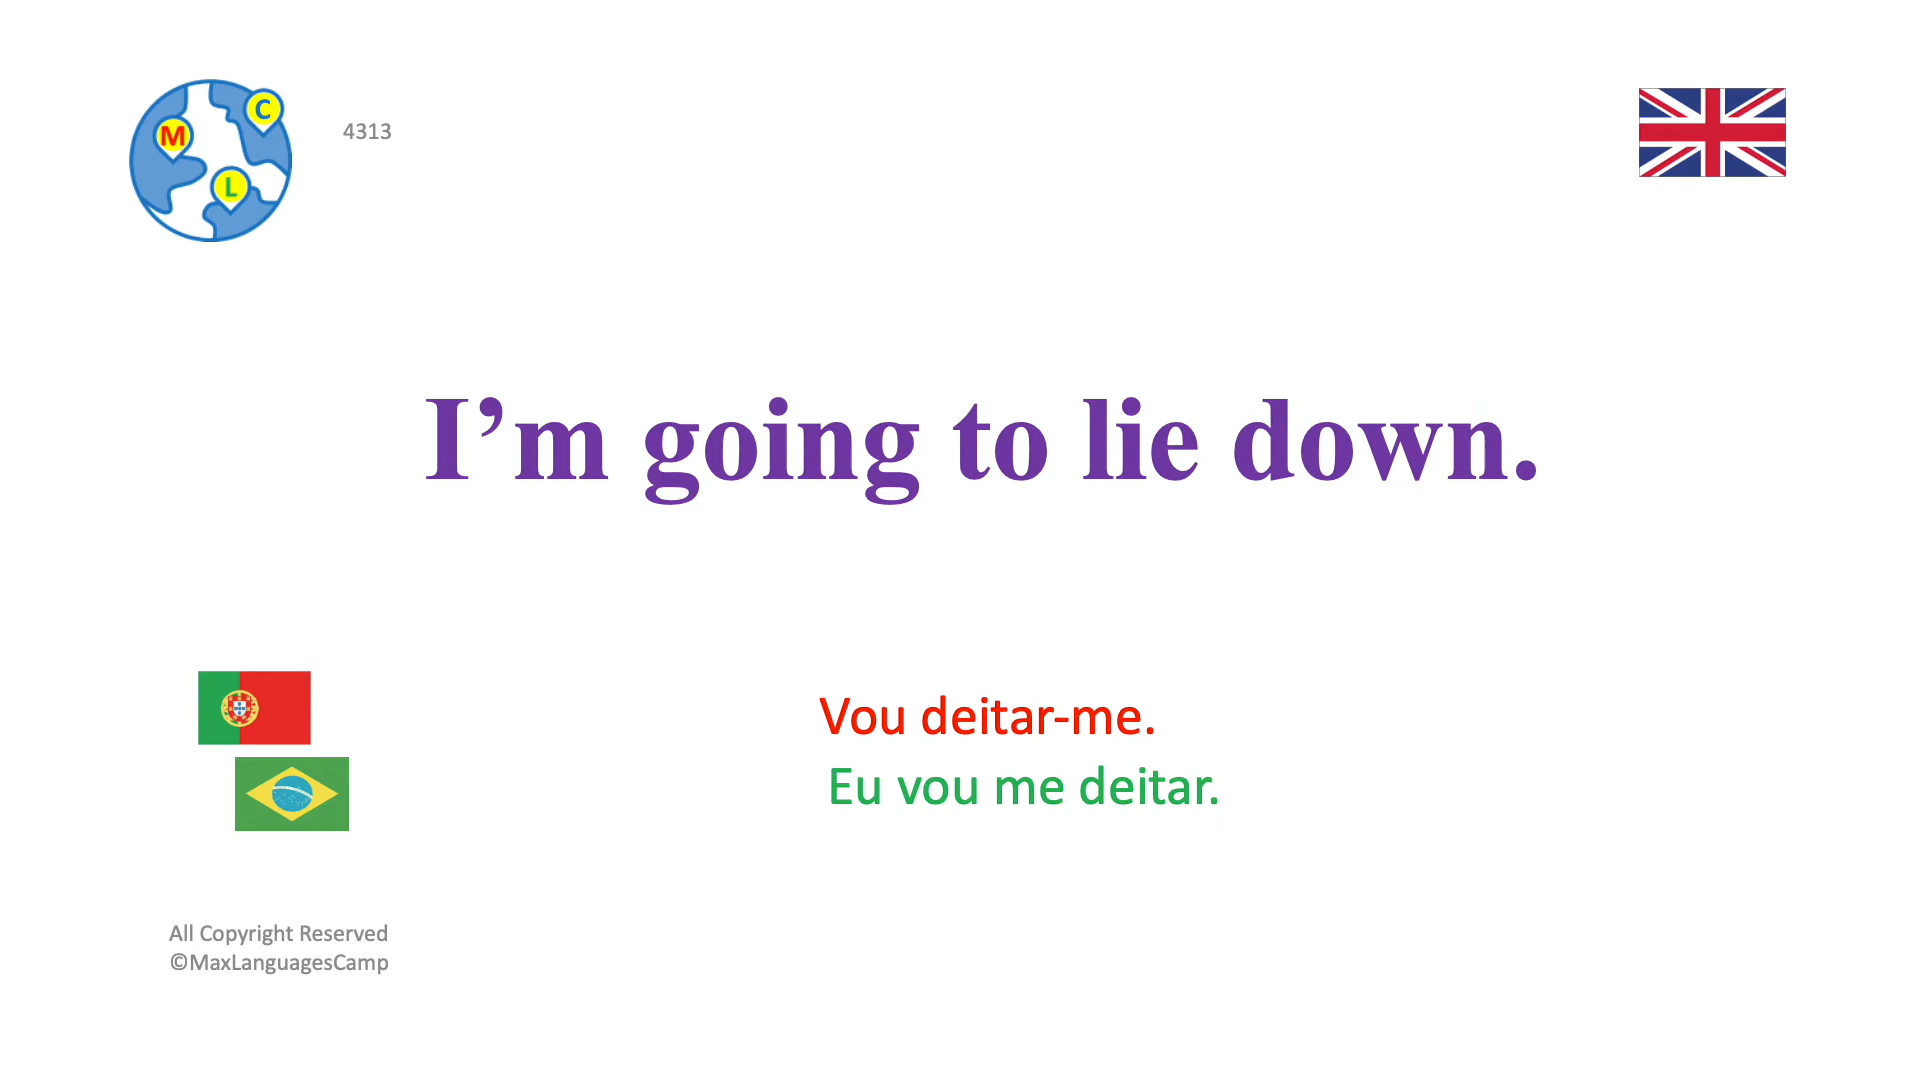 M
C
L
4313
I’m going to lie down.
Vou deitar-me.
Eu vou me deitar.
All Copyright Reserved
©MaxLanguagesCamp